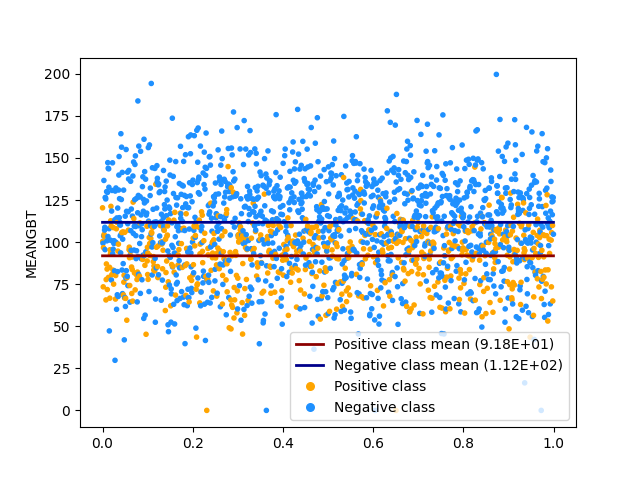 200
175
150
125
100
75
50
25
0
MEANGBT
Positive class mean (9.18E+01)
Negative class mean (1.12E+02)
Positive class
Negative class
0.0 0.2 0.4 0.6 0.8 1.0